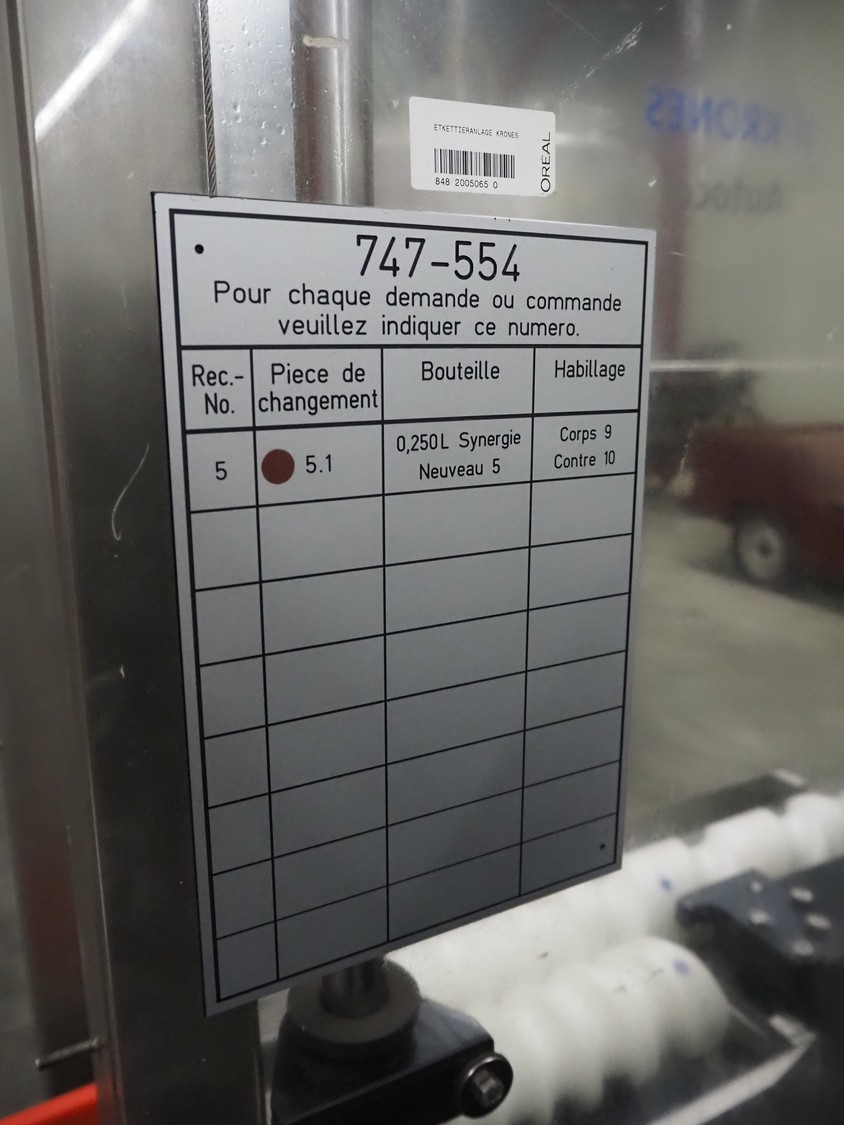 ETKETTIERANLAGE KRONES
848 2005065 0
ORÉAL
KRONES
747-554
Pour chaque demande ou commande
veuillez indiquer ce numero.
Rec.-
No.
Piece de
changement
Bouteille
Habillage
5
5.1
0,250L Synergie
Neuveau 5
Corps 9
Contre 10